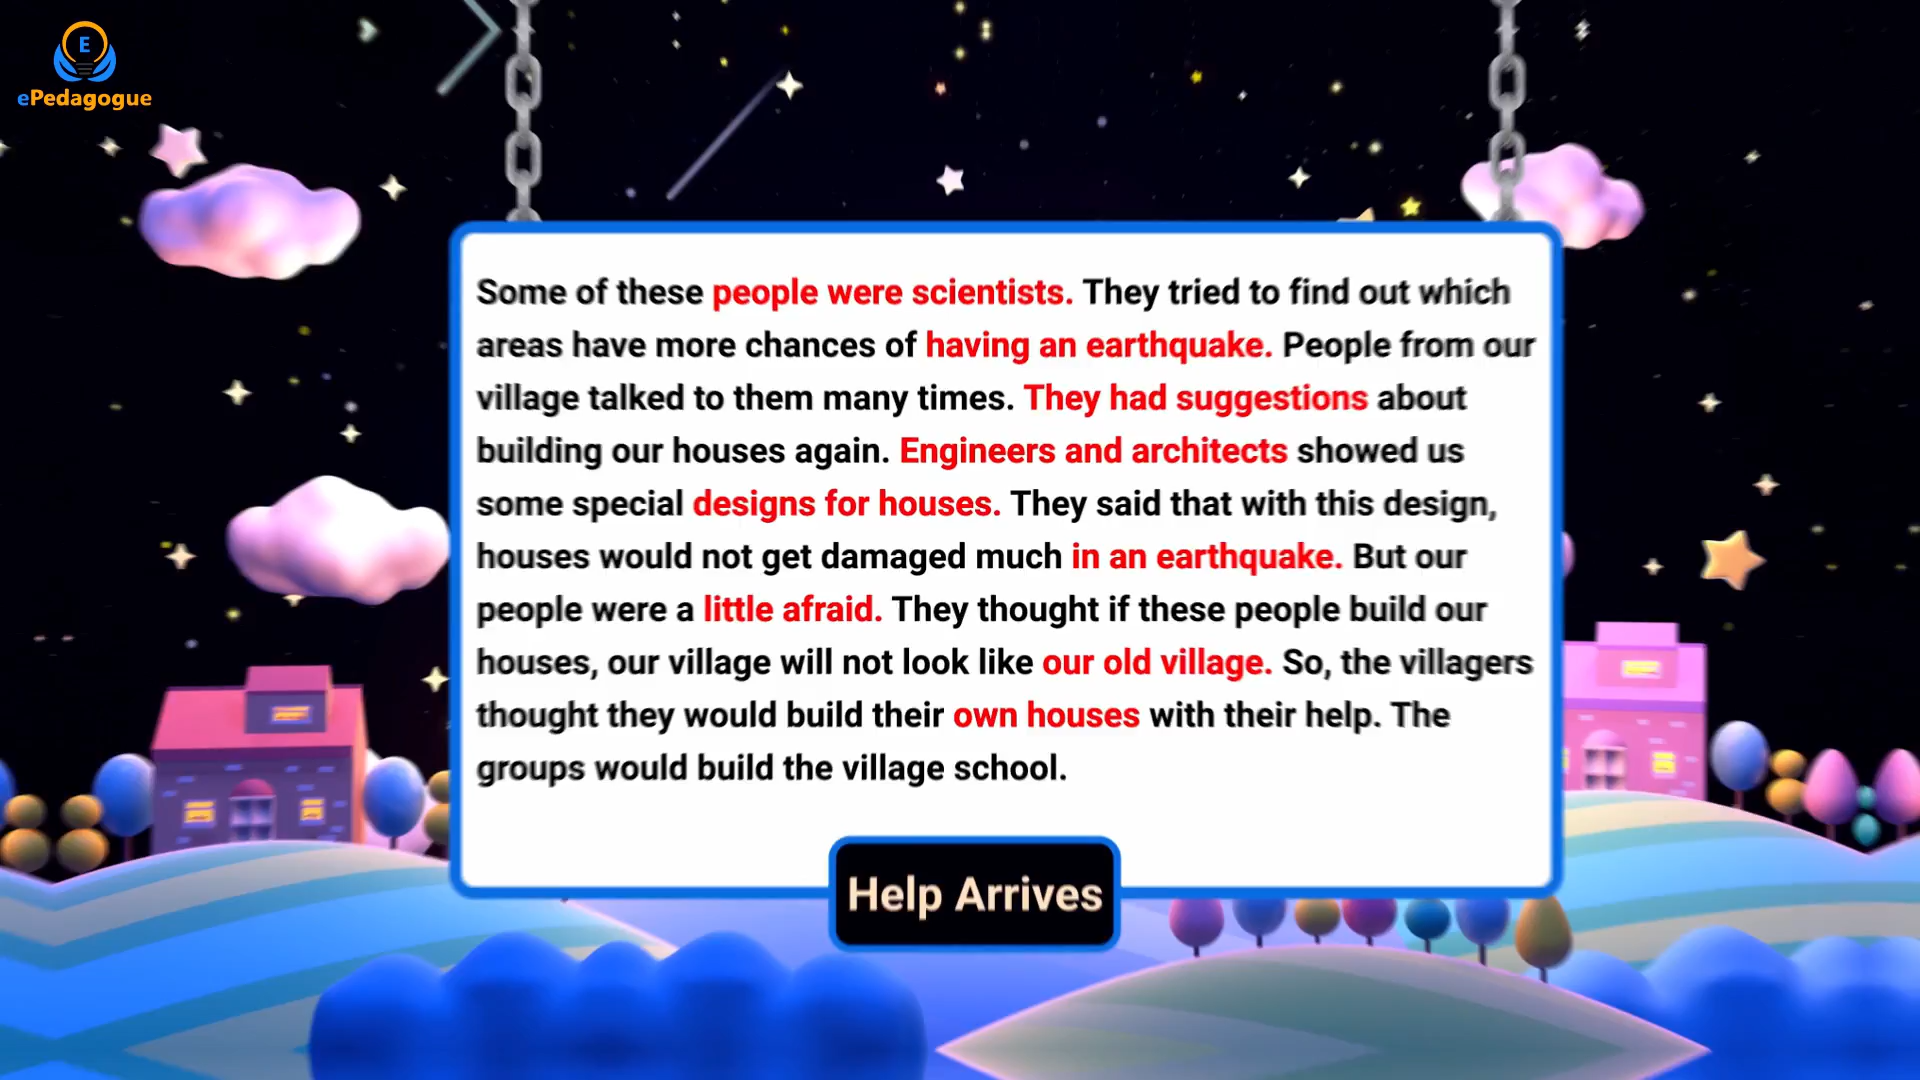 E
ePedagogue
Some of these people were scientists. They tried to find out which
areas have more chances of having an earthquake. People from our
village talked to them many times. They had suggestions about
building our houses again. Engineers and architects showed us
some special designs for houses. They said that with this design,
houses would not get damaged much in an earthquake. But our
people were a little afraid. They thought if these people build our
houses, our village will not look like our old village. So, the villagers
thought they would build their own houses with their help. The
groups would build the village school.
Help Arrives